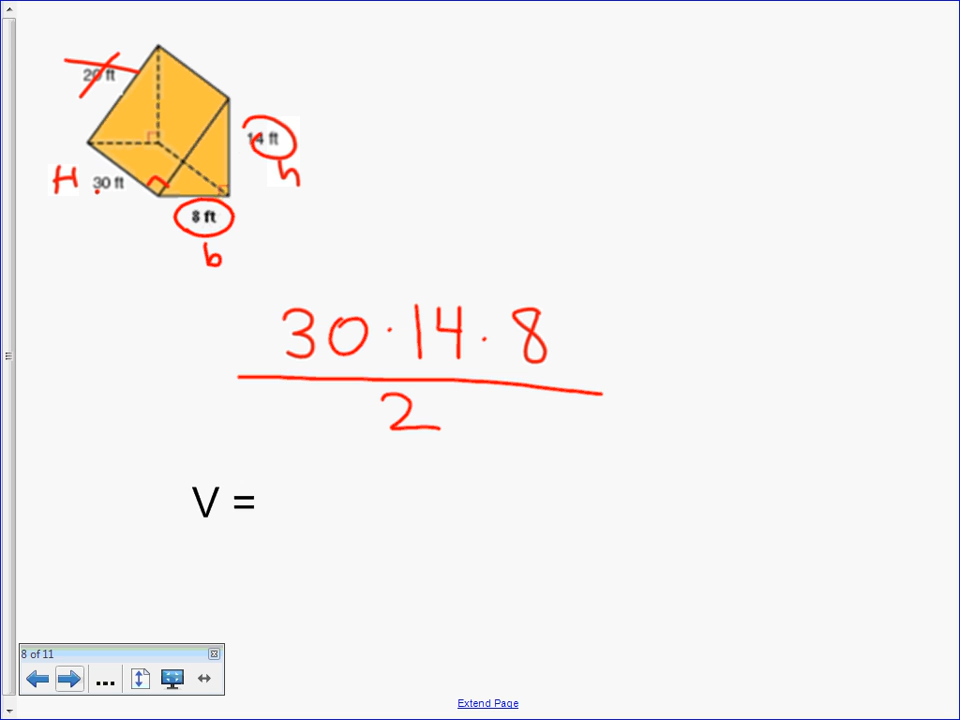 20 ft
14 ft
h
H
30 ft
8 ft
b
30 · 14 · 8
2
V =
8 of 11
...
Extend Page